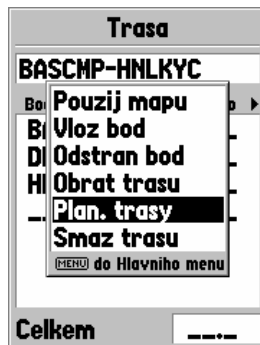 Trasa
BASCMP-HNLKYC
Pouzij mapu
Vloz bod
Odstran bod
Obrat trasu
Plan. trasy
Smaz trasu
MENU do Hlavniho menu
Celkem __._